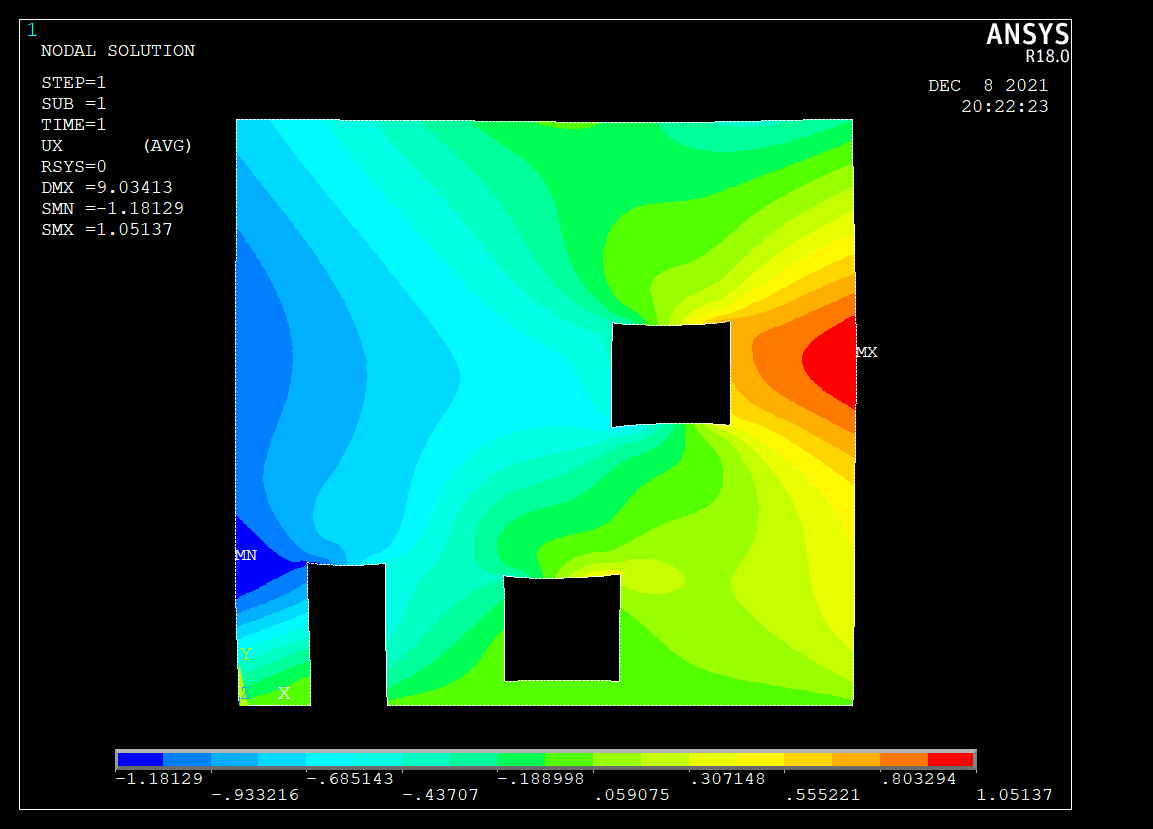 1
ANSYS
R18.0
NODAL SOLUTION
STEP=1
SUB =1
TIME=1
UX (AVG)
RSYS=0
DMX =9.03413
SMN =-1.18129
SMX =1.05137
DEC 8 2021
20:22:23
MX
MN
Y
Z X
-1.18129 -.685143 -.188998 .307148 .803294
-.933216 -.43707 .059075 .555221 1.05137